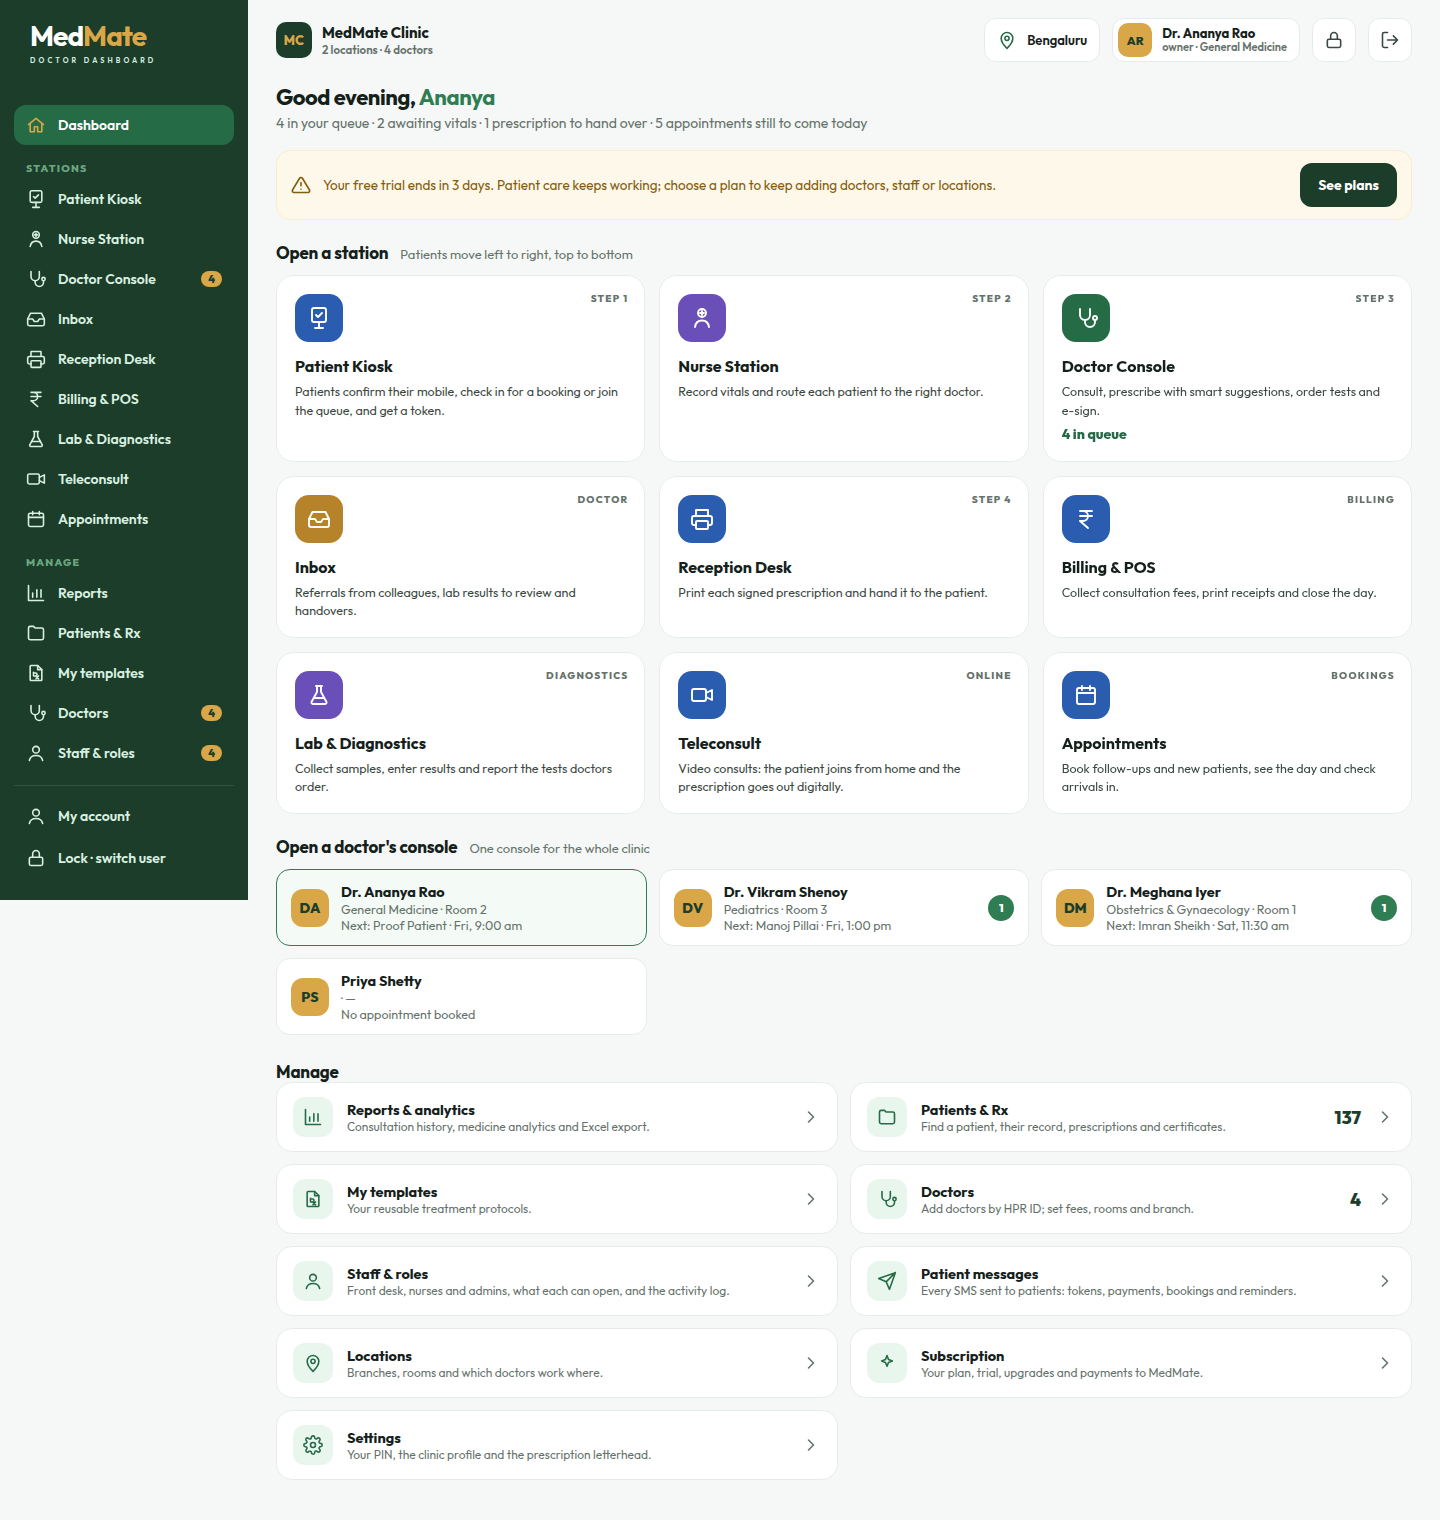 MedMate
DOCTOR DASHBOARD
Dashboard
STATIONS
Patient Kiosk
Nurse Station
Doctor Console 4
Inbox
Reception Desk
Billing & POS
Lab & Diagnostics
Teleconsult
Appointments
MANAGE
Reports
Patients & Rx
My templates
Doctors 4
Staff & roles 4
My account
Lock · switch user
MC
MedMate Clinic
2 locations · 4 doctors
Bengaluru
AR
Dr. Ananya Rao
owner · General Medicine
Good evening, Ananya
4 in your queue · 2 awaiting vitals · 1 prescription to hand over · 5 appointments still to come today
Your free trial ends in 3 days. Patient care keeps working; choose a plan to keep adding doctors, staff or locations.
See plans
Open a station Patients move left to right, top to bottom
STEP 1
Patient Kiosk
Patients confirm their mobile, check in for a booking or join
the queue, and get a token.
STEP 2
Nurse Station
Record vitals and route each patient to the right doctor.
STEP 3
Doctor Console
Consult, prescribe with smart suggestions, order tests and
e-sign.
4 in queue
DOCTOR
Inbox
Referrals from colleagues, lab results to review and
handovers.
STEP 4
Reception Desk
Print each signed prescription and hand it to the patient.
BILLING
Billing & POS
Collect consultation fees, print receipts and close the day.
DIAGNOSTICS
Lab & Diagnostics
Collect samples, enter results and report the tests doctors
order.
ONLINE
Teleconsult
Video consults: the patient joins from home and the
prescription goes out digitally.
BOOKINGS
Appointments
Book follow-ups and new patients, see the day and check
arrivals in.
Open a doctor's console One console for the whole clinic
DA
Dr. Ananya Rao
General Medicine · Room 2
Next: Proof Patient · Fri, 9:00 am
DV
Dr. Vikram Shenoy
Pediatrics · Room 3
Next: Manoj Pillai · Fri, 1:00 pm
1
DM
Dr. Meghana Iyer
Obstetrics & Gynaecology · Room 1
Next: Imran Sheikh · Sat, 11:30 am
1
PS
Priya Shetty
· —
No appointment booked
Manage
Reports & analytics
Consultation history, medicine analytics and Excel export.
Patients & Rx
Find a patient, their record, prescriptions and certificates.
137
My templates
Your reusable treatment protocols.
Doctors
Add doctors by HPR ID; set fees, rooms and branch.
4
Staff & roles
Front desk, nurses and admins, what each can open, and the activity log.
Patient messages
Every SMS sent to patients: tokens, payments, bookings and reminders.
Locations
Branches, rooms and which doctors work where.
Subscription
Your plan, trial, upgrades and payments to MedMate.
Settings
Your PIN, the clinic profile and the prescription letterhead.